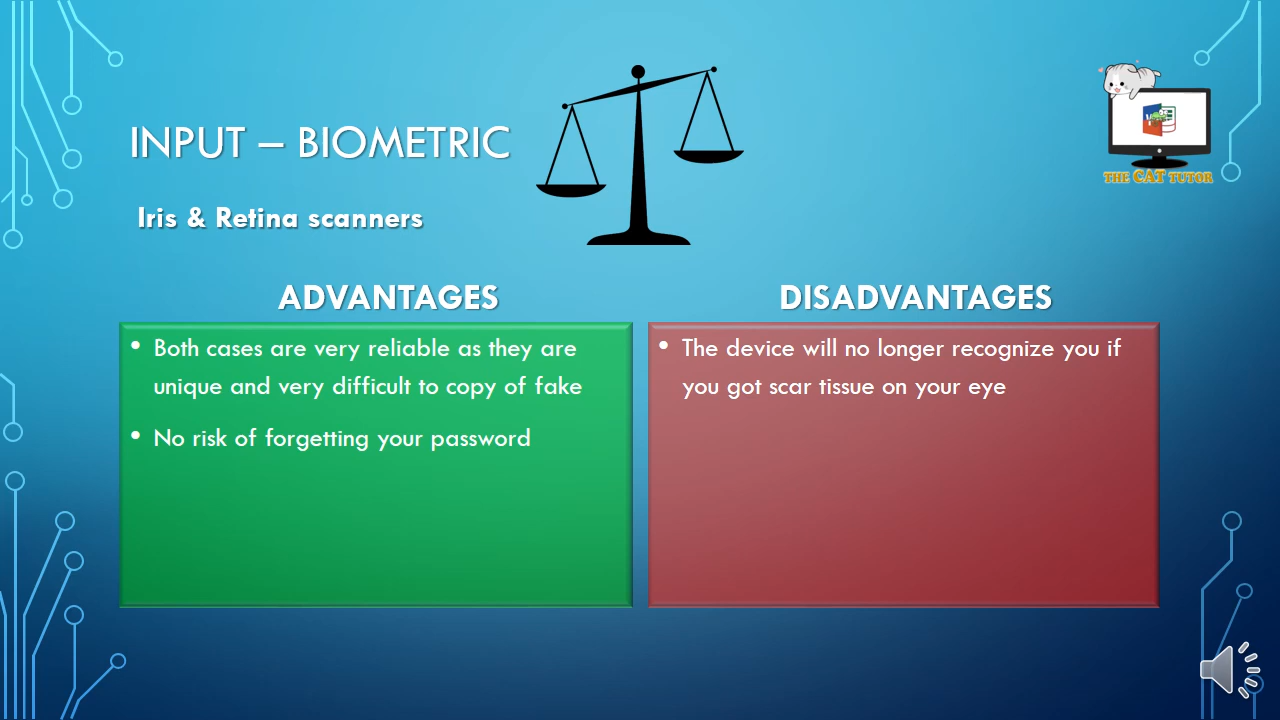 INPUT – BIOMETRIC
THE CAT TUTOR
Iris & Retina scanners
ADVANTAGES
• Both cases are very reliable as they are
unique and very difficult to copy of fake
• No risk of forgetting your password
DISADVANTAGES
• The device will no longer recognize you if
you got scar tissue on your eye